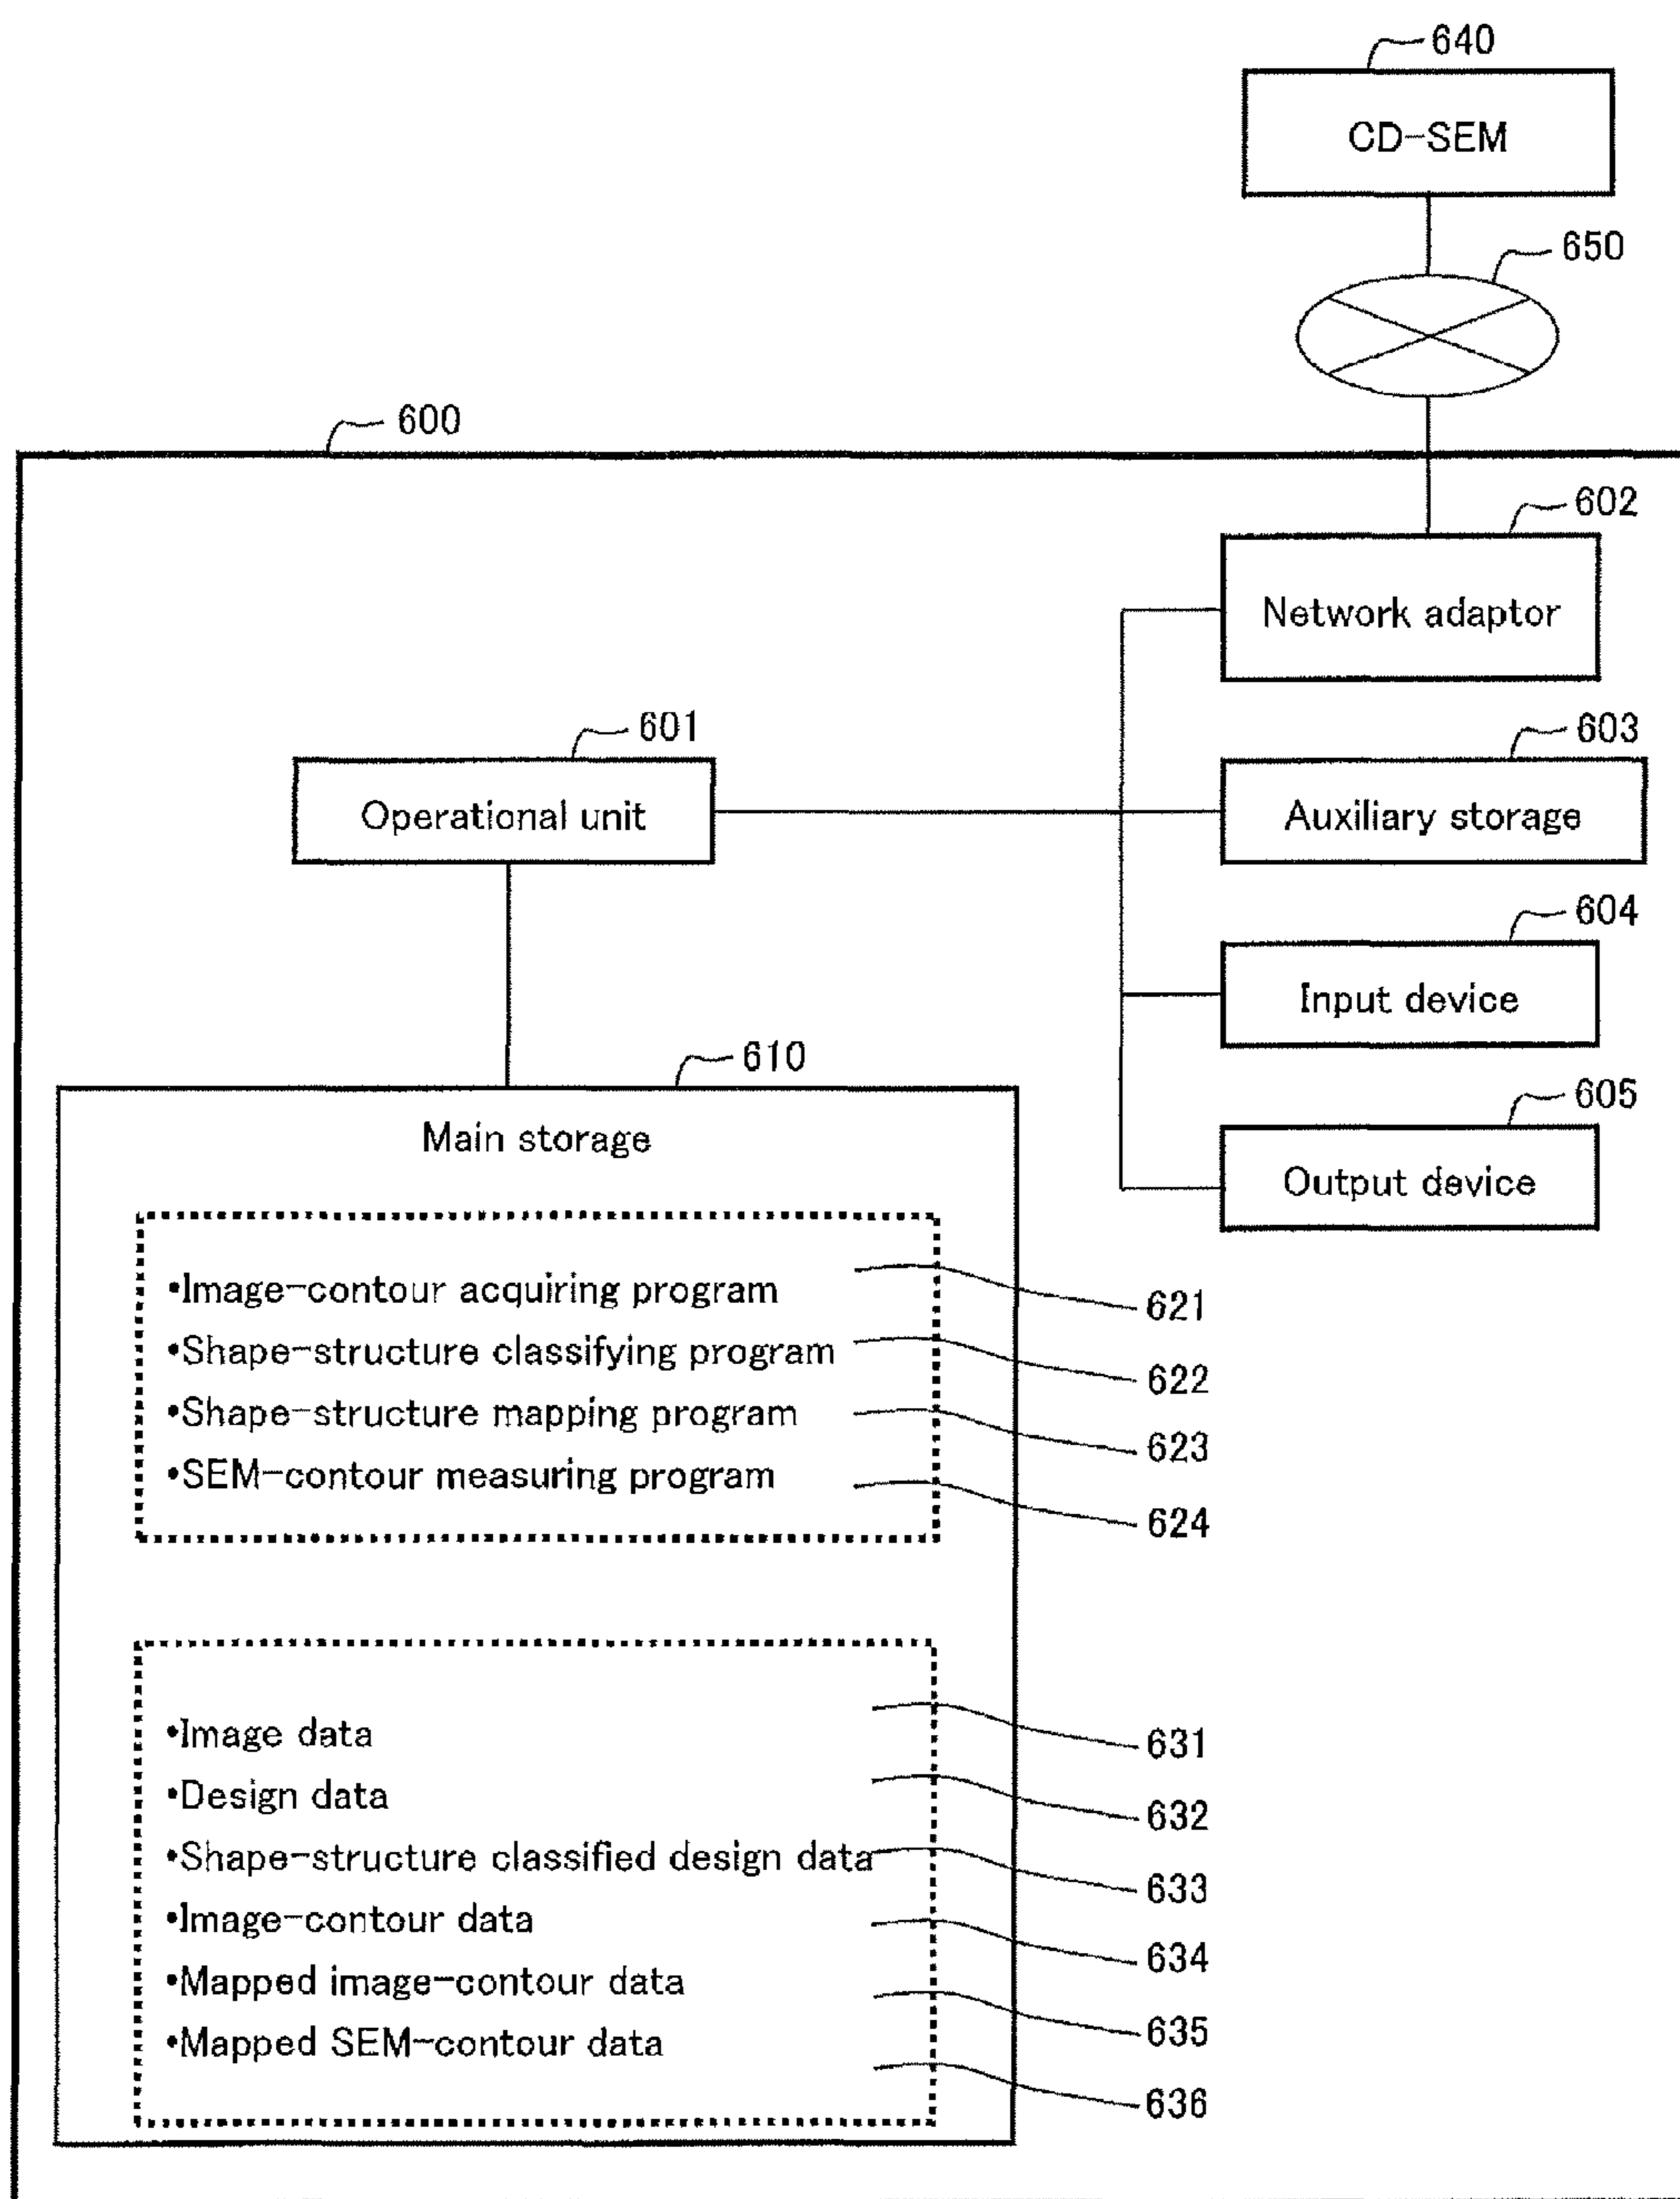 640
CD-SEM
650
600
602
Network adaptor
601
Operational unit
603
Auxiliary storage
604
Input device
605
Output device
610
Main storage
•Image-contour acquiring program
621
•Shape-structure classifying program
622
•Shape-structure mapping program
623
•SEM-contour measuring program
624
•Image data
631
•Design data
632
•Shape-structure classified design data
633
•Image-contour data
634
•Mapped image-contour data
635
•Mapped SEM-contour data
636